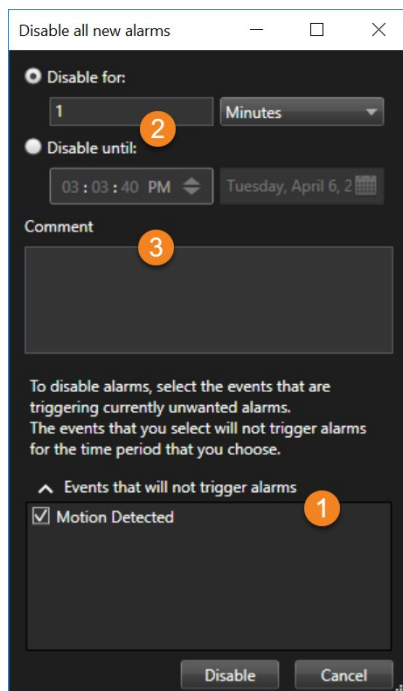 Disable all new alarms
Disable for:
1 Minutes
2
Disable until:
03:03:40 PM Tuesday, April 6, 2
Comment
3
To disable alarms, select the events that are
triggering currently unwanted alarms.
The events that you select will not trigger alarms
for the time period that you choose.
Events that will not trigger alarms
1
Motion Detected
Disable Cancel